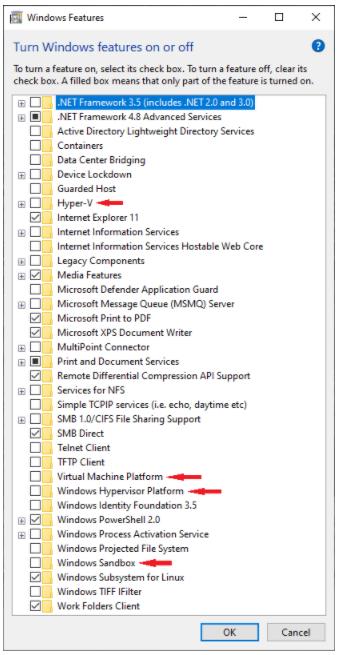 Windows Features
Turn Windows features on or off
To turn a feature on, select its check box. To turn a feature off, clear its
check box. A filled box means that only part of the feature is turned on.
.NET Framework 3.5 (includes .NET 2.0 and 3.0)
.NET Framework 4.8 Advanced Services
Active Directory Lightweight Directory Services
Containers
Data Center Bridging
Device Lockdown
Guarded Host
Hyper-V
Internet Explorer 11
Internet Information Services
Internet Information Services Hostable Web Core
Legacy Components
Media Features
Microsoft Defender Application Guard
Microsoft Message Queue (MSMQ) Server
Microsoft Print to PDF
Microsoft XPS Document Writer
MultiPoint Connector
Print and Document Services
Remote Differential Compression API Support
Services for NFS
Simple TCPIP services (i.e. echo, daytime etc)
SMB 1.0/CIFS File Sharing Support
SMB Direct
Telnet Client
TFTP Client
Virtual Machine Platform
Windows Hypervisor Platform
Windows Identity Foundation 3.5
Windows PowerShell 2.0
Windows Process Activation Service
Windows Projected File System
Windows Sandbox
Windows Subsystem for Linux
Windows TIFF IFilter
Work Folders Client
OK
Cancel